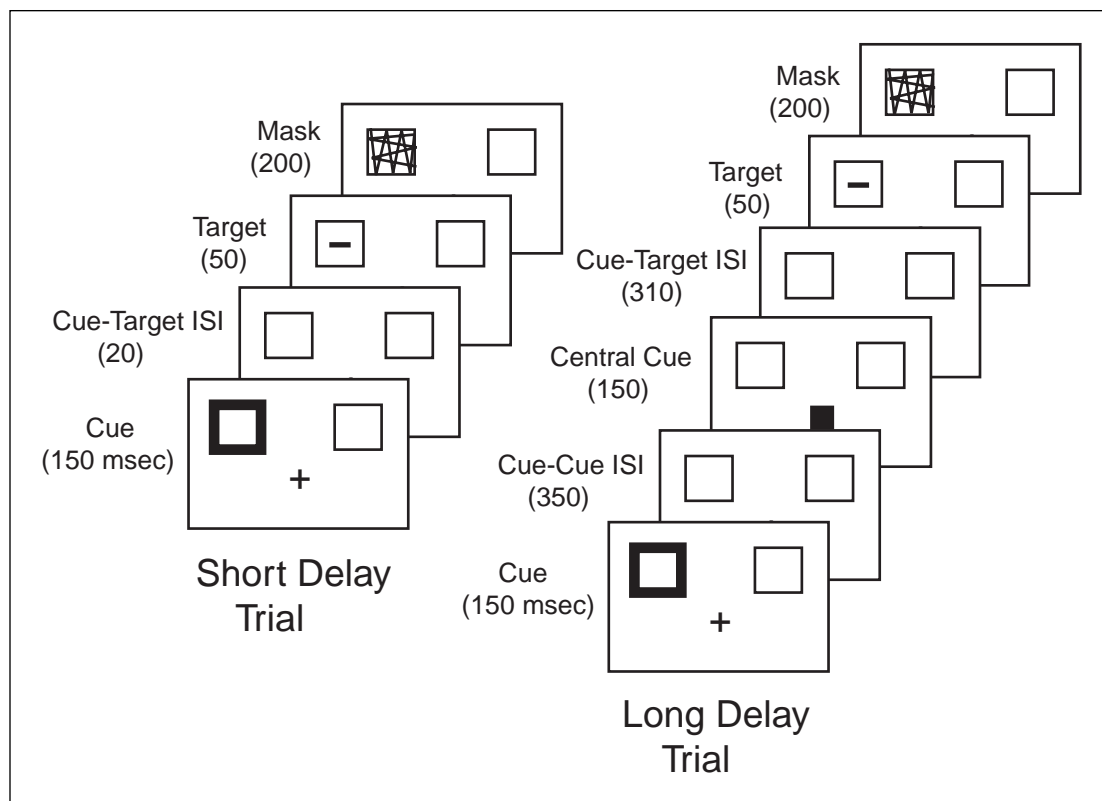 Mask
(200)
Target
(50)
Cue-Target ISI
(20)
Cue
(150 msec)
+
Short Delay
Trial
Mask
(200)
Target
(50)
Cue-Target ISI
(310)
Central Cue
(150)
Cue-Cue ISI
(350)
Cue
(150 msec)
+
Long Delay
Trial